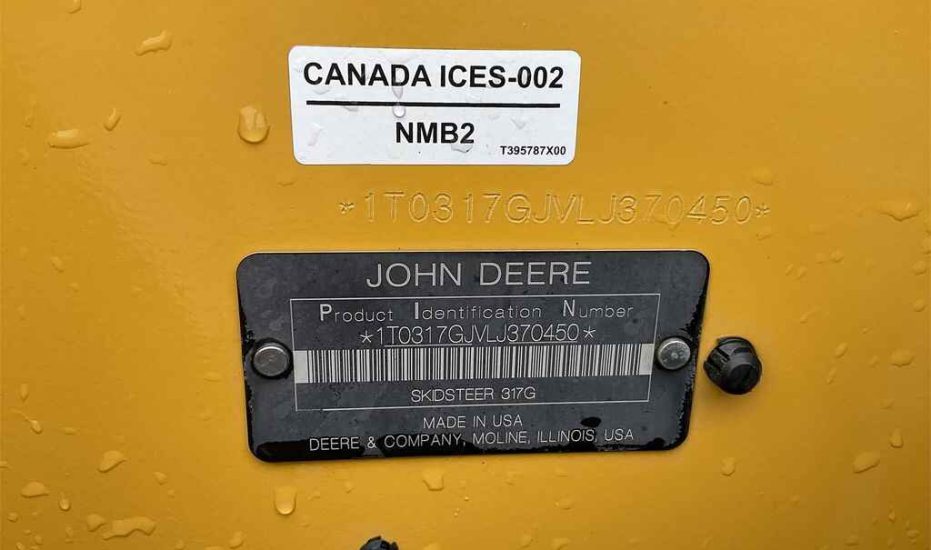 CANADA ICES-002
NMB2
T395787X00
*1T0317GJVLJ370450*
JOHN DEERE
Product Identification Number
*1T0317GJVLJ370450*
SKIDSTEER 317G
MADE IN USA
DEERE & COMPANY, MOLINE, ILLINOIS, USA